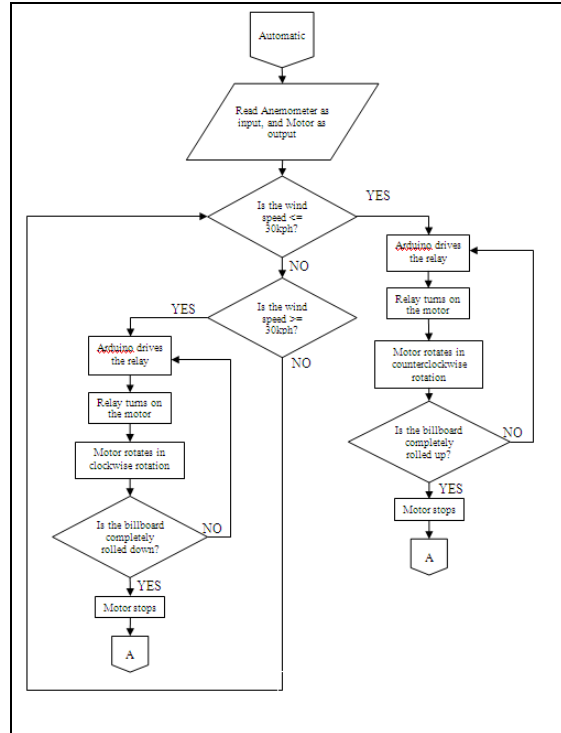 Automatic
Read Anemometer as
input, and Motor as
output
Is the wind
speed <=
30kph?
YES
NO
Arduino drives
the relay
Relay turns on
the motor
Motor rotates in
counterclockwise
rotation
Is the billboard
completely
rolled up?
NO
YES
Motor stops
A
Is the wind
speed >=
30kph?
YES
NO
Arduino drives
the relay
Relay turns on
the motor
Motor rotates in
clockwise rotation
Is the billboard
completely
rolled down?
NO
YES
Motor stops
A